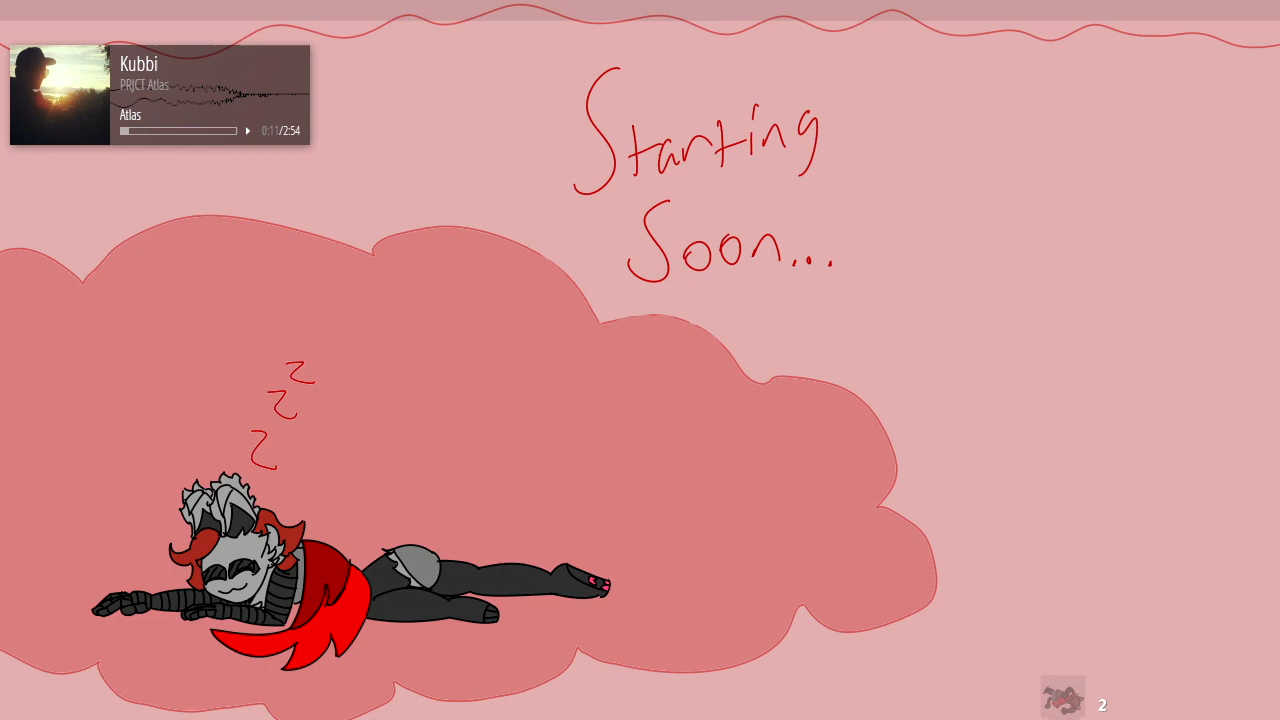 Kubbi
PRJCT Atlas
Atlas
0:11/2:54
Starting
Soon...
z
z
z
2